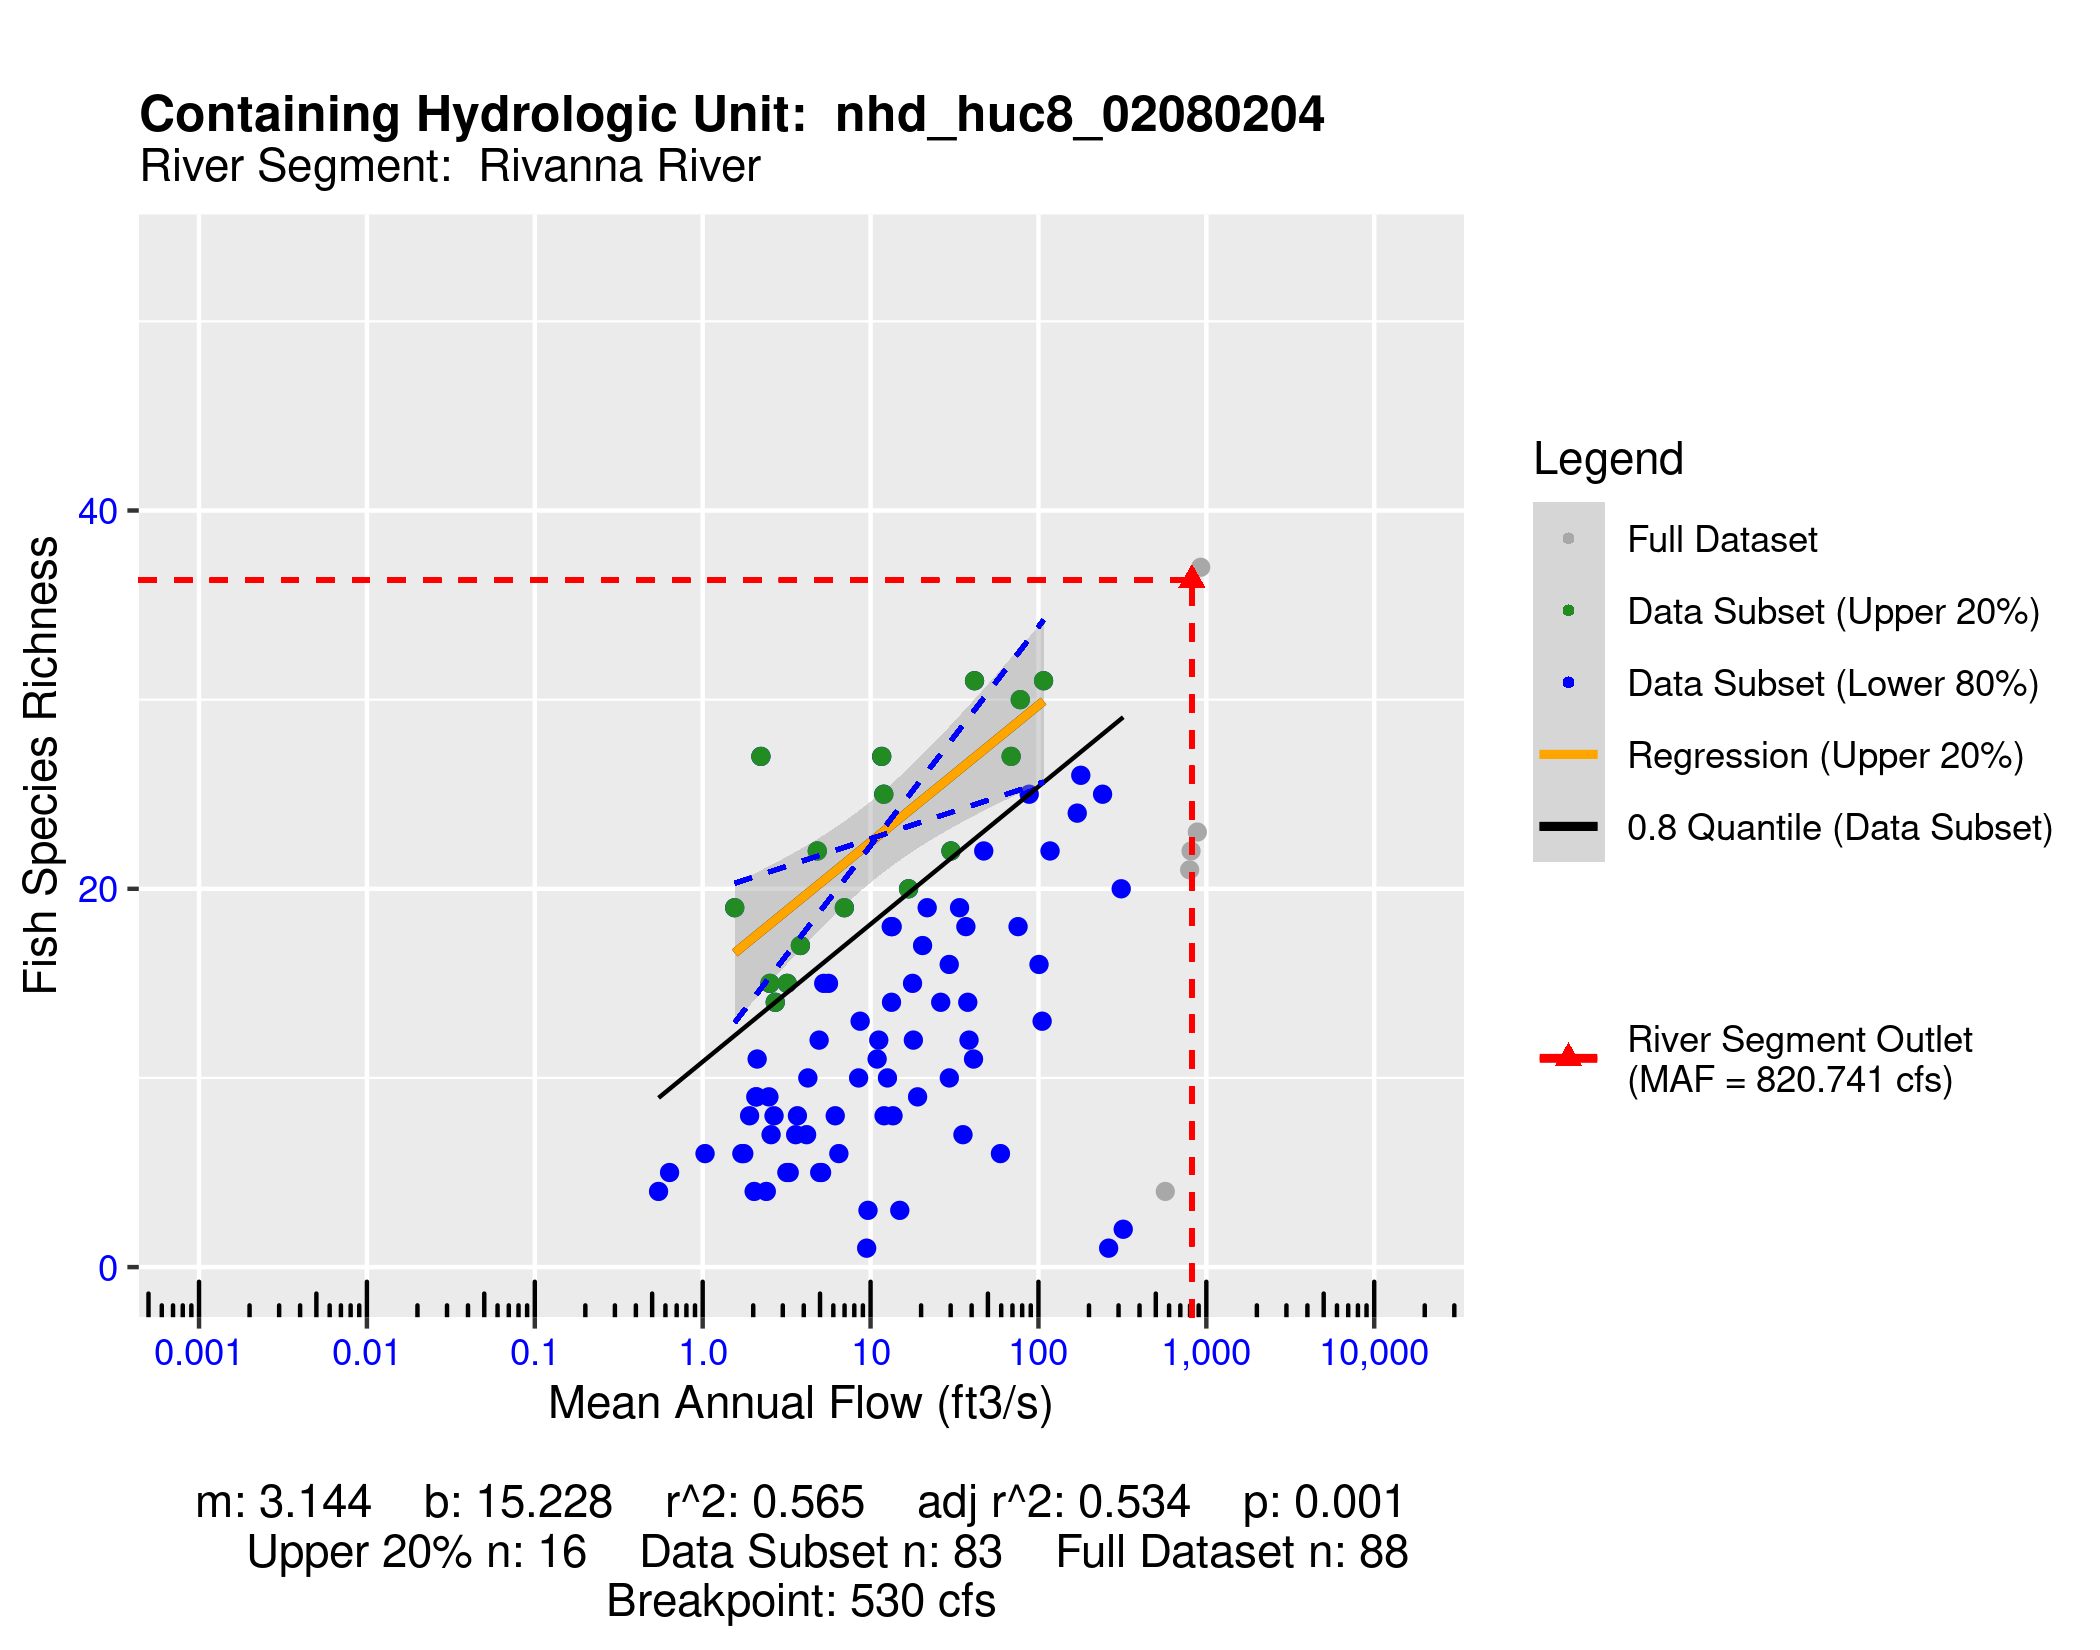 Containing Hydrologic Unit:  nhd_huc8_02080204
River Segment:  Rivanna River
Fish Species Richness
40
20
0
0.001 0.01 0.1 1.0 10 100 1,000 10,000
Mean Annual Flow (ft3/s)
Legend
Full Dataset
Data Subset (Upper 20%)
Data Subset (Lower 80%)
Regression (Upper 20%)
0.8 Quantile (Data Subset)
River Segment Outlet
(MAF = 820.741 cfs)
m: 3.144    b: 15.228    r^2: 0.565    adj r^2: 0.534    p: 0.001
Upper 20% n: 16    Data Subset n: 83    Full Dataset n: 88
Breakpoint: 530 cfs